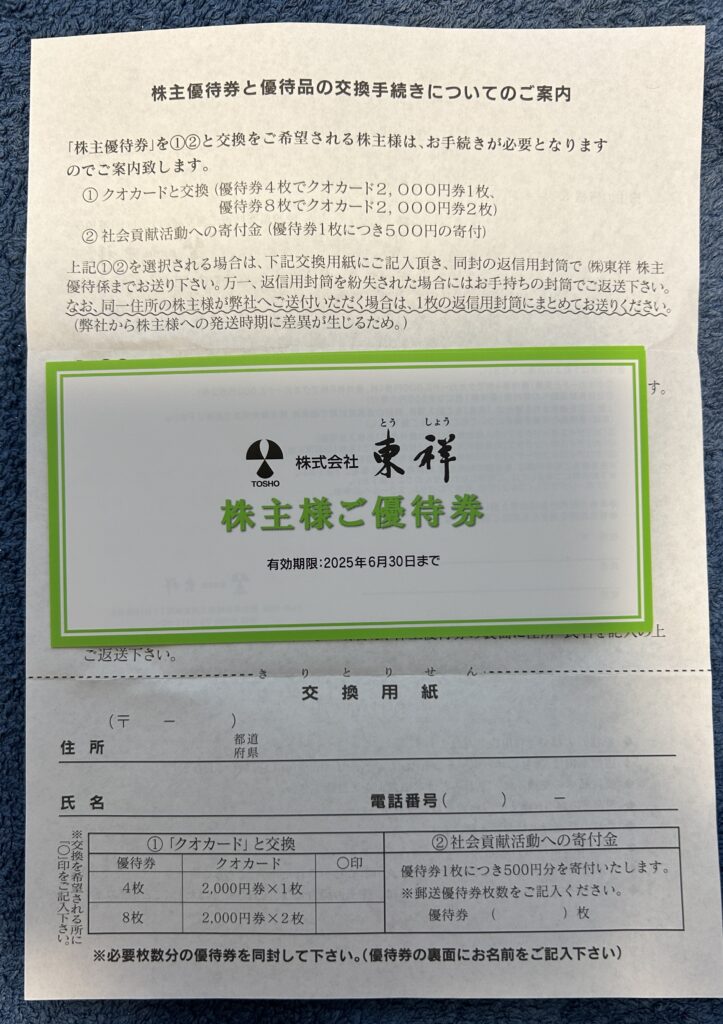 株主優待券と優待品の交換手続きについてのご案内
「株主優待券」を①②と交換をご希望される株主様は、お手続きが必要となります
のでご案内致します。
① クオカードと交換 (優待券４枚でクオカード２，０００円券１枚、
優待券８枚でクオカード２，０００円券２枚)
② 社会貢献活動への寄付金 (優待券１枚につき５００円の寄付)
上記①②を選択される場合は、下記交換用紙にご記入頂き、同封の返信用封筒で ㈱東祥 株主
優待係までお送り下さい。万一、返信用封筒を紛失された場合にはお手持ちの封筒でご返送下さい。
なお、同一住所の株主様が弊社へご送付いただく場合は、1枚の返信用封筒にまとめてお送りください。
（弊社から株主様への発送時期に差異が生じるため。）
す。
とう しょう
TOSHO 株式会社 東祥
株主様ご優待券
有効期限：2025年6月30日まで
ご返送下さい。
きりとりせん
交換用紙
(〒 － )
住所 都道府県
氏名 電話番号( ) －
※交換を希望される所に
「○」印をご記入下さい。
①「クオカード」と交換 ②社会貢献活動への寄付金
優待券 クオカード ○印
4枚 2,000円券×1枚
8枚 2,000円券×2枚
優待券1枚につき500円分を寄付いたします。
※郵送優待券枚数をご記入ください。
優待券 ( ) 枚
※必要枚数分の優待券を同封して下さい。（優待券の裏面にお名前をご記入下さい）